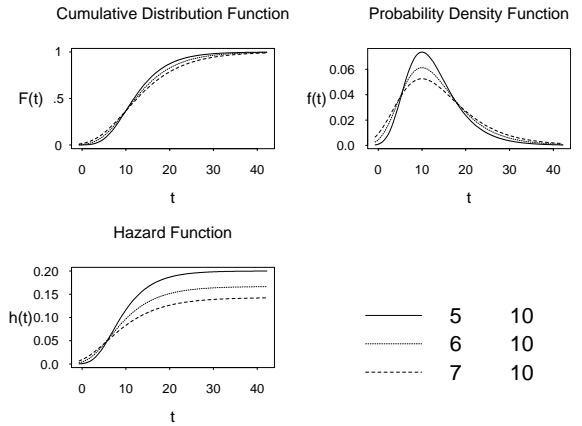 Cumulative Distribution Function
1
F(t)
.5
0
0 10 20 30 40
t
Probability Density Function
0.06
f(t)
0.04
0.02
0.0
0 10 20 30 40
t
Hazard Function
0.20
0.15
h(t)
0.10
0.05
0.0
0 10 20 30 40
t
5 10
6 10
7 10